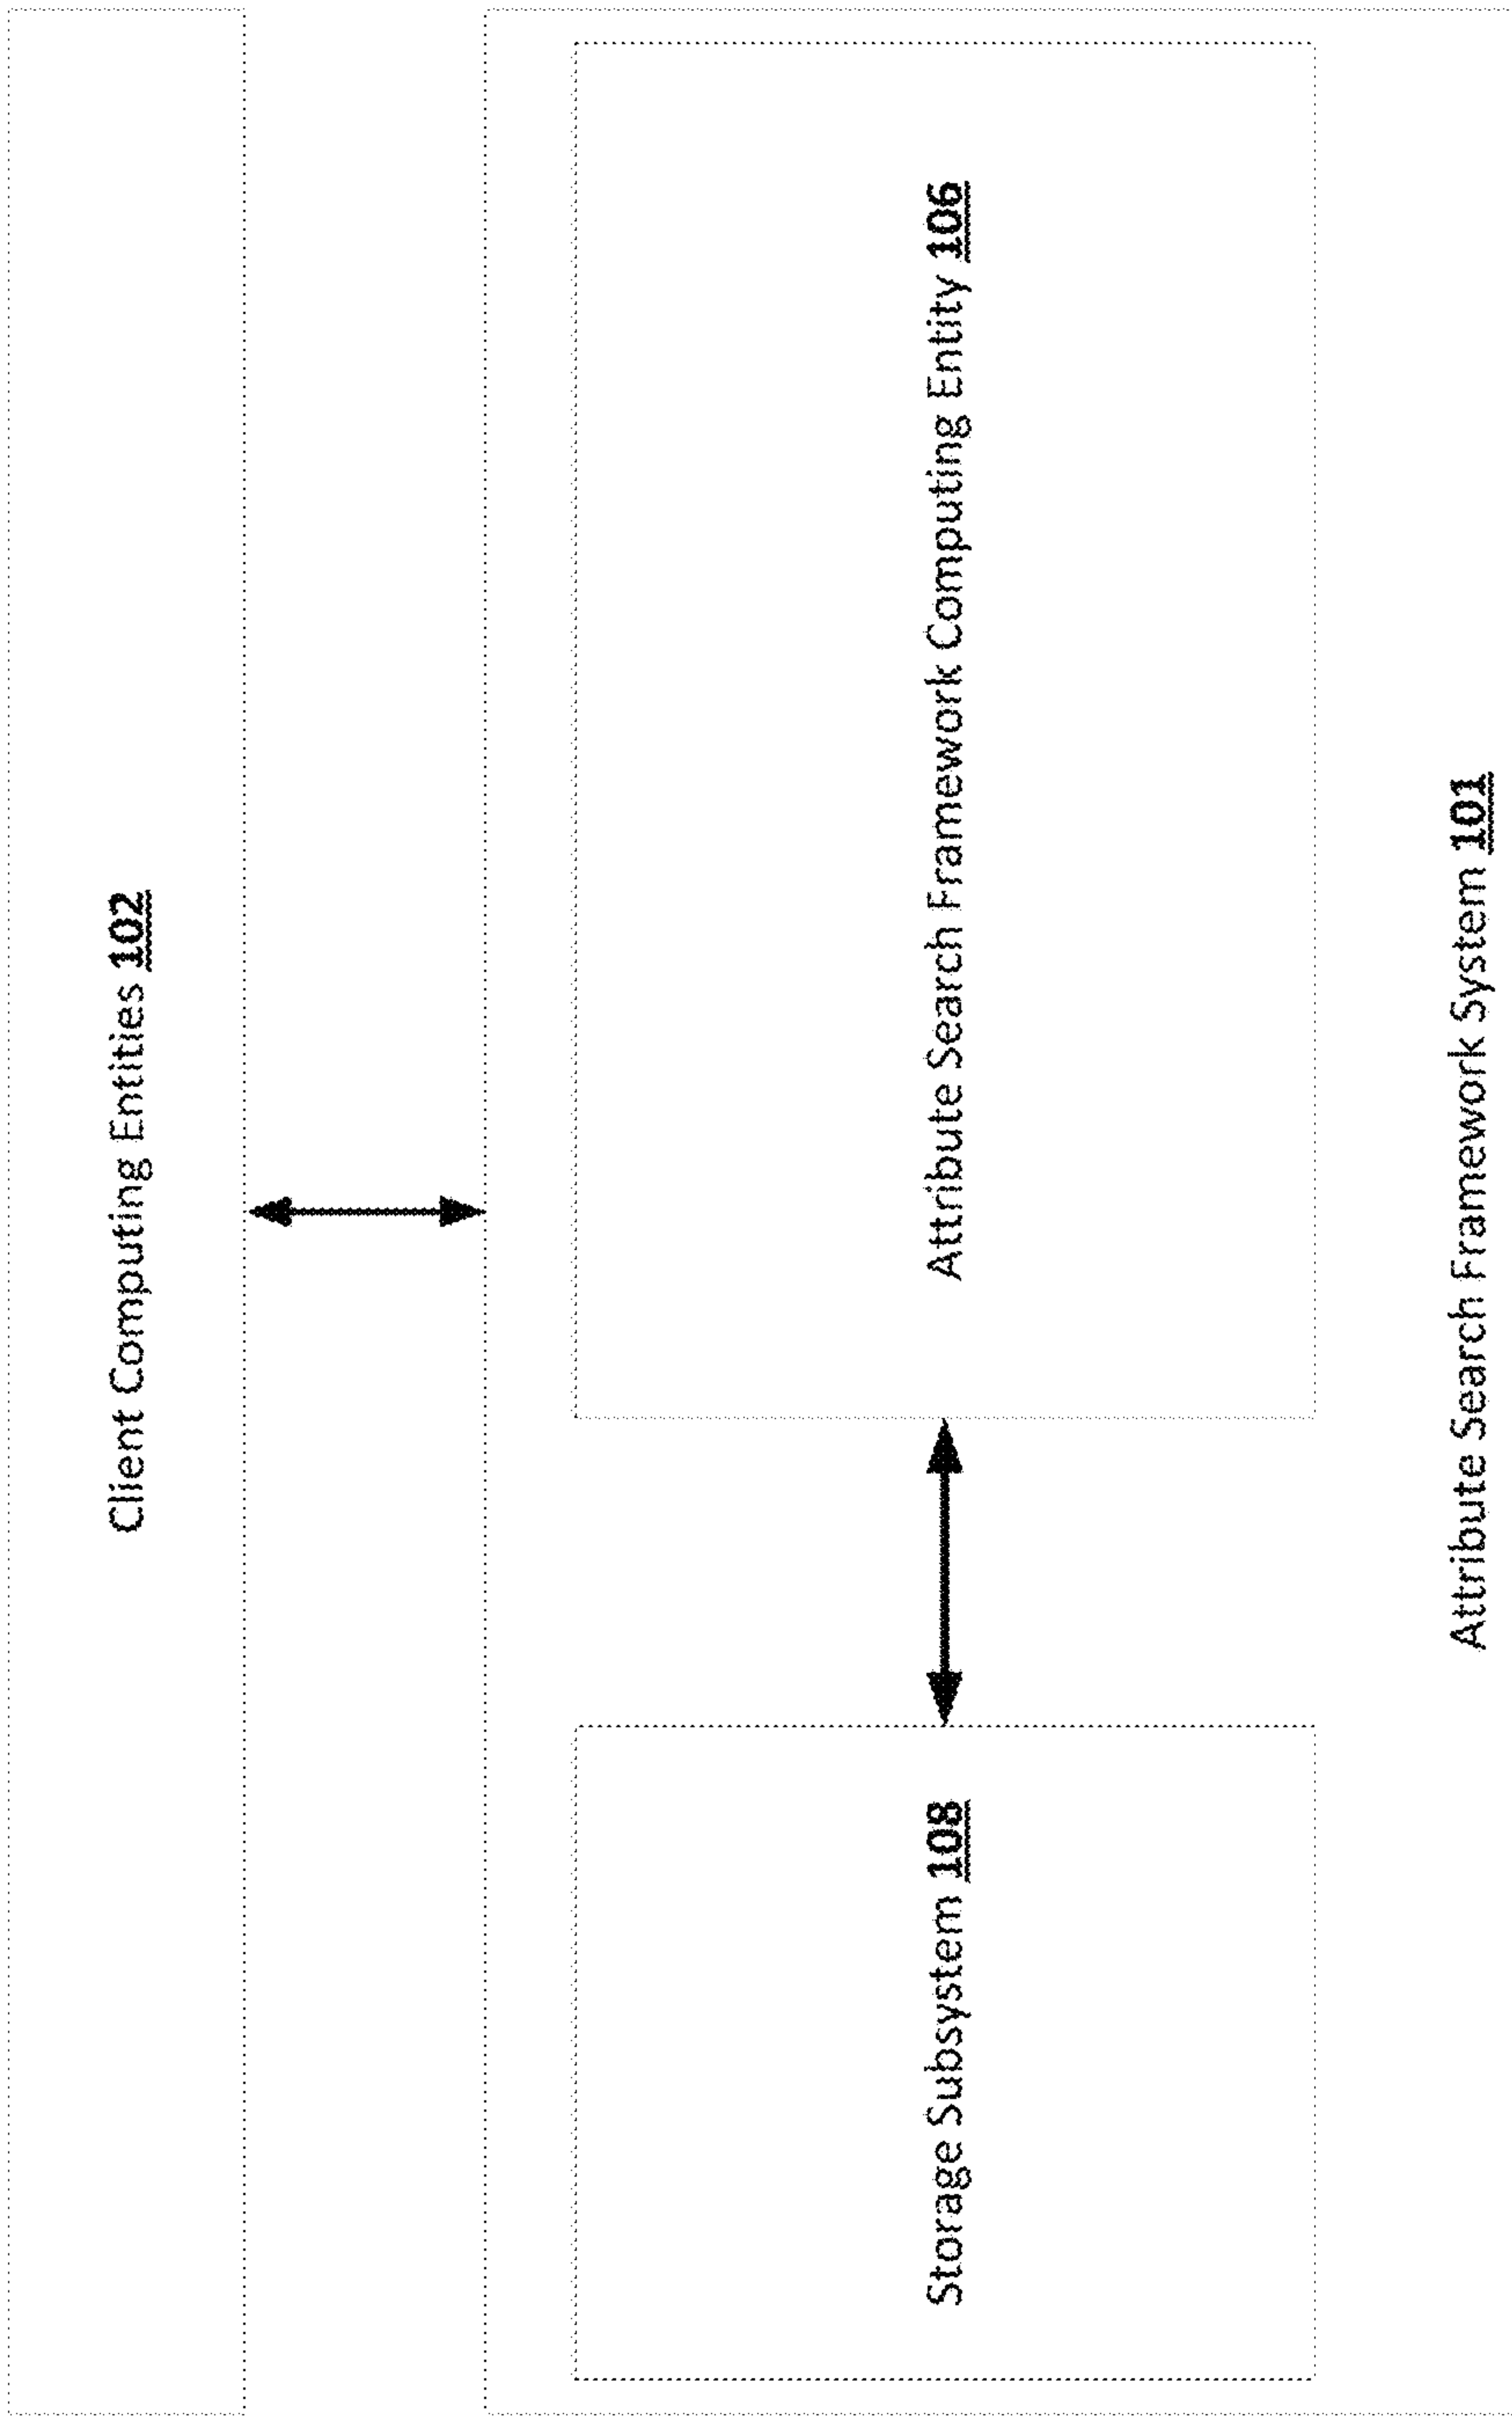 Client Computing Entities 102
Storage Subsystem 108
Attribute Search Framework Computing Entity 106
Attribute Search Framework System 101